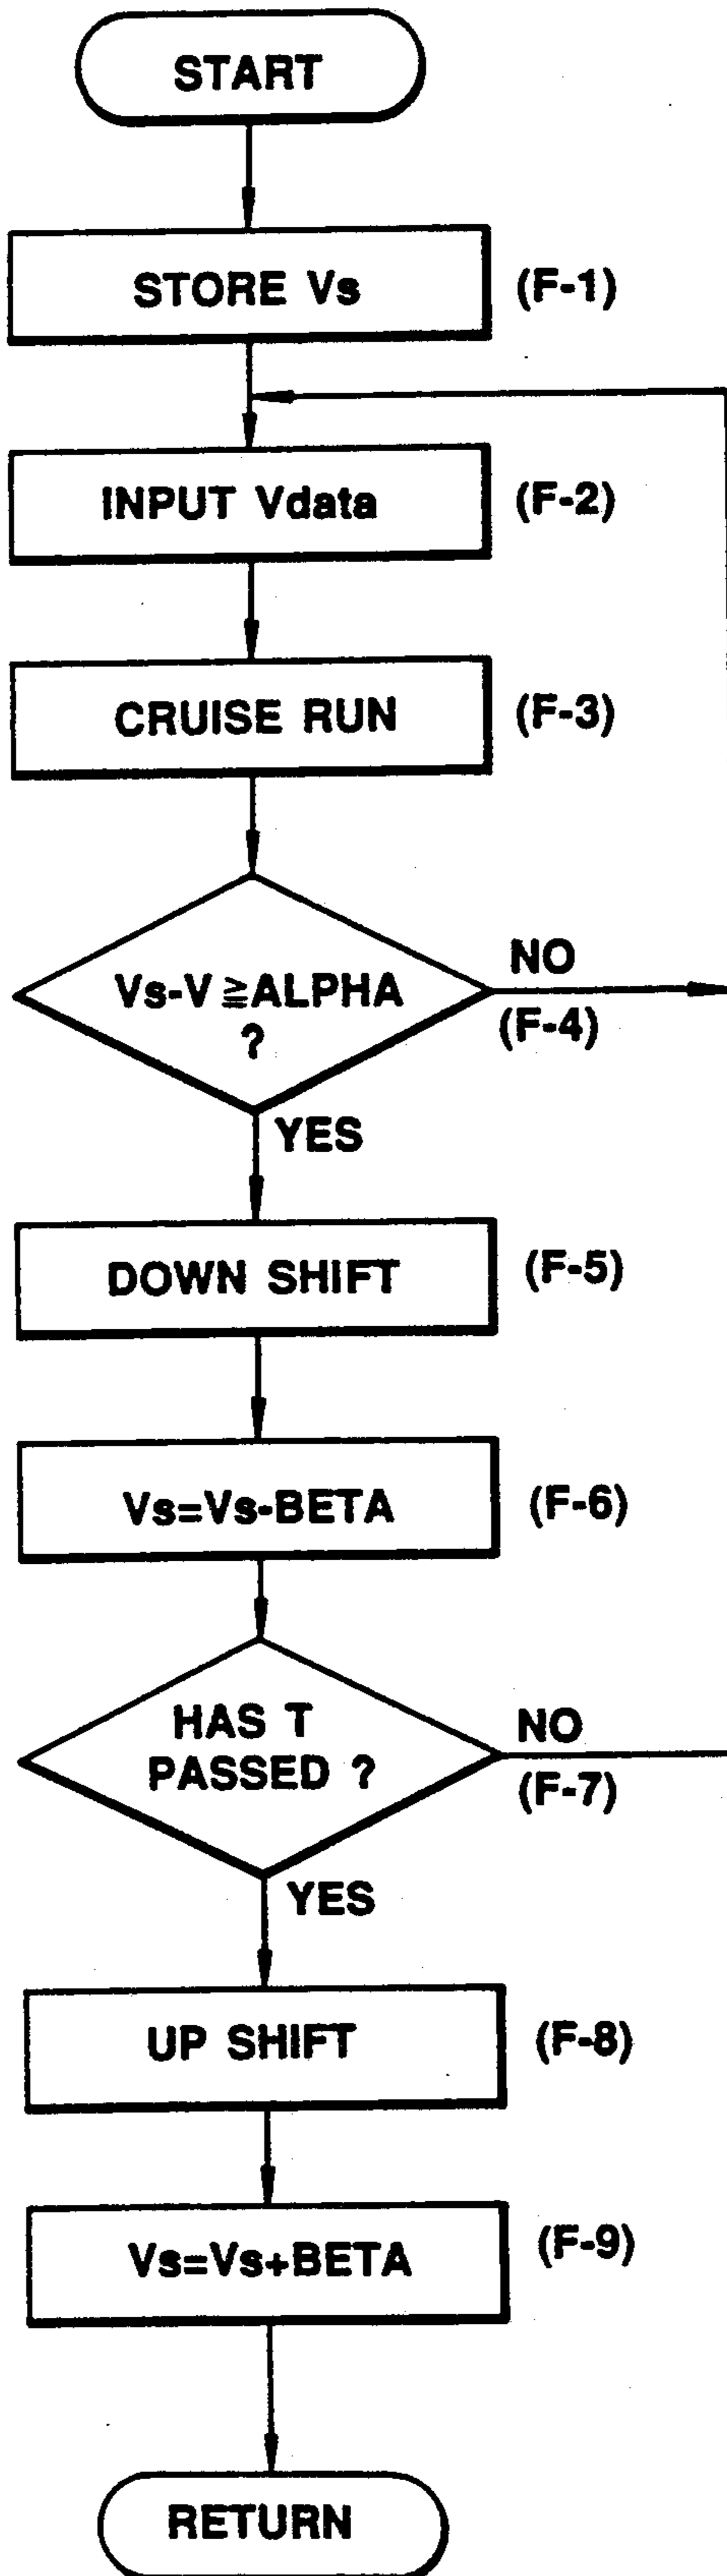 START
STORE Vs (F-1)
INPUT Vdata (F-2)
CRUISE RUN (F-3)
Vs-V≧ALPHA
?
NO
(F-4)
YES
DOWN SHIFT (F-5)
Vs=Vs-BETA (F-6)
HAS T
PASSED ?
NO
(F-7)
YES
UP SHIFT (F-8)
Vs=Vs+BETA (F-9)
RETURN